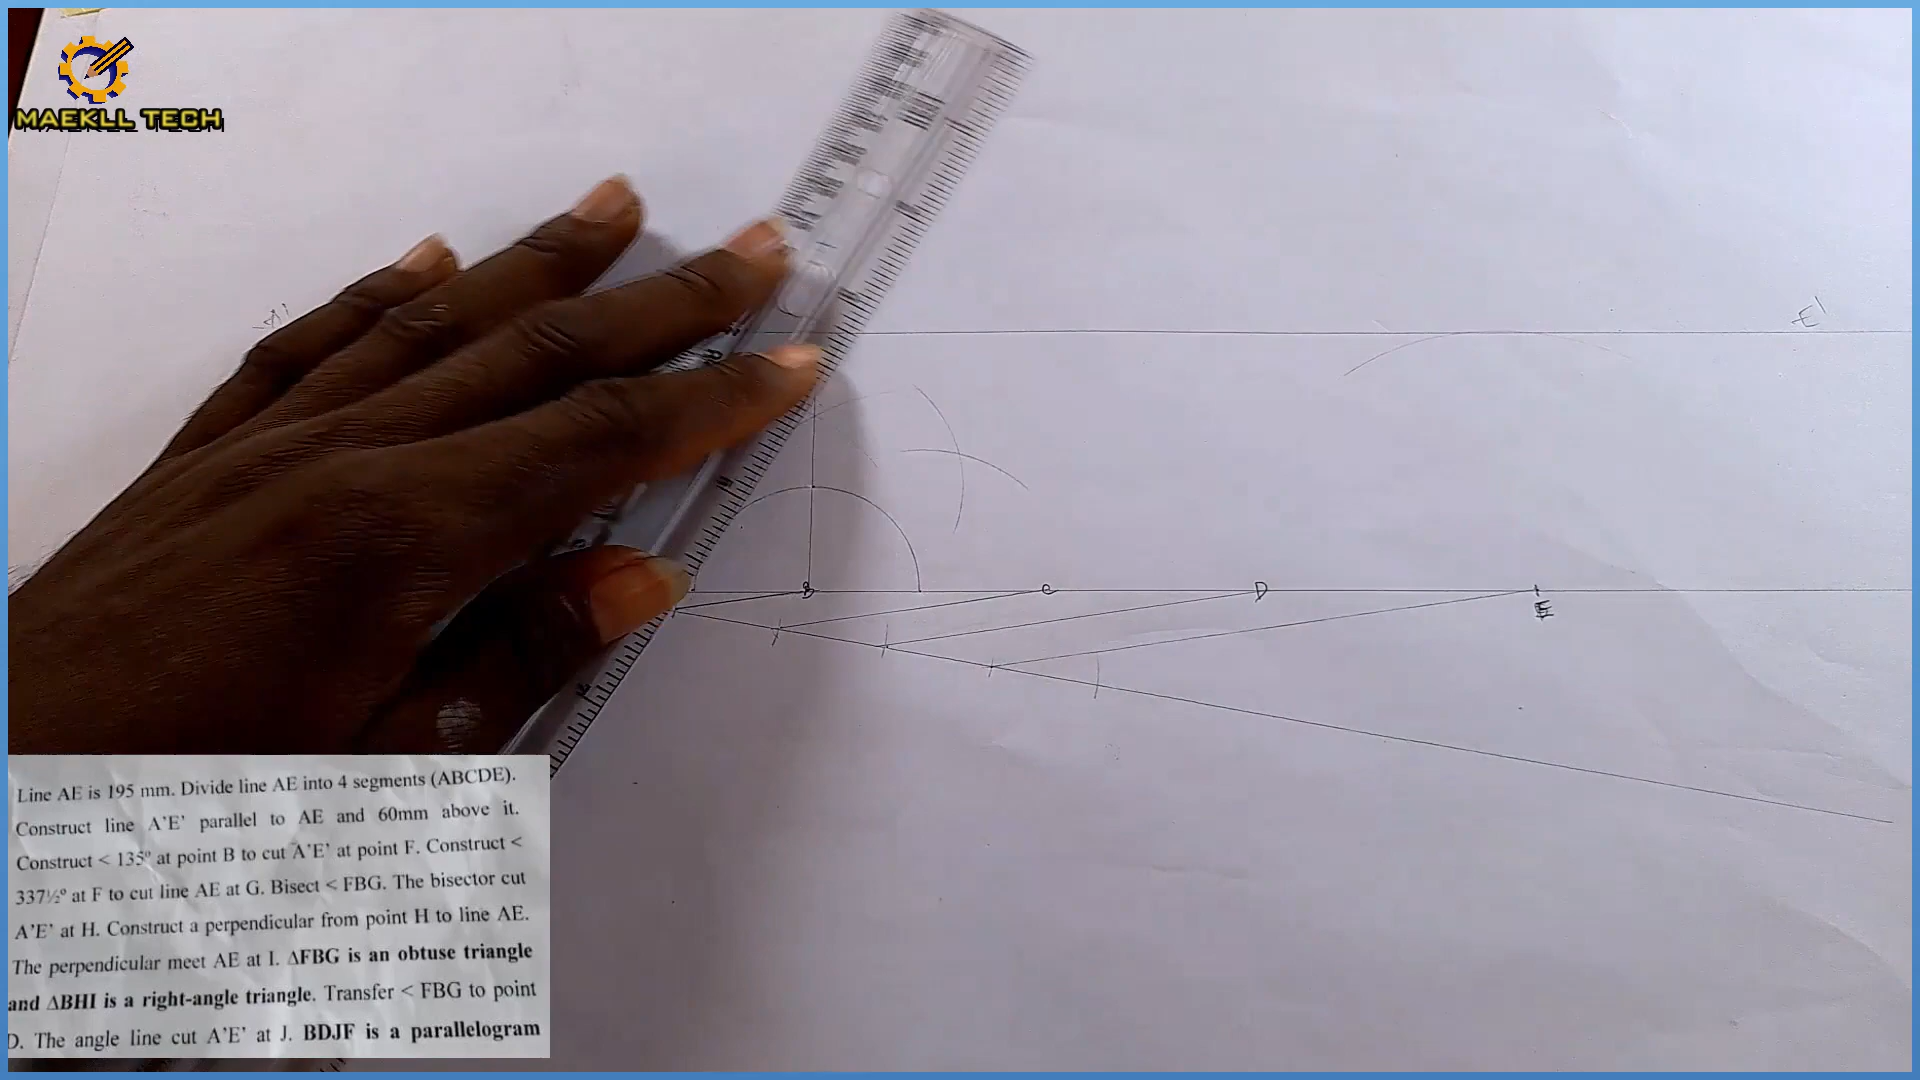 MAEKLL TECH
A'
E'
B
C
D
E
Line AE is 195 mm. Divide line AE into 4 segments (ABCDE).
Construct line A’E’ parallel to AE and 60mm above it.
Construct < 135º at point B to cut A’E’ at point F. Construct <
337½º at F to cut line AE at G. Bisect < FBG. The bisector cut
A’E’ at H. Construct a perpendicular from point H to line AE.
The perpendicular meet AE at I. ΔFBG is an obtuse triangle
and ΔBHI is a right-angle triangle. Transfer < FBG to point
D. The angle line cut A’E’ at J. BDJF is a parallelogram